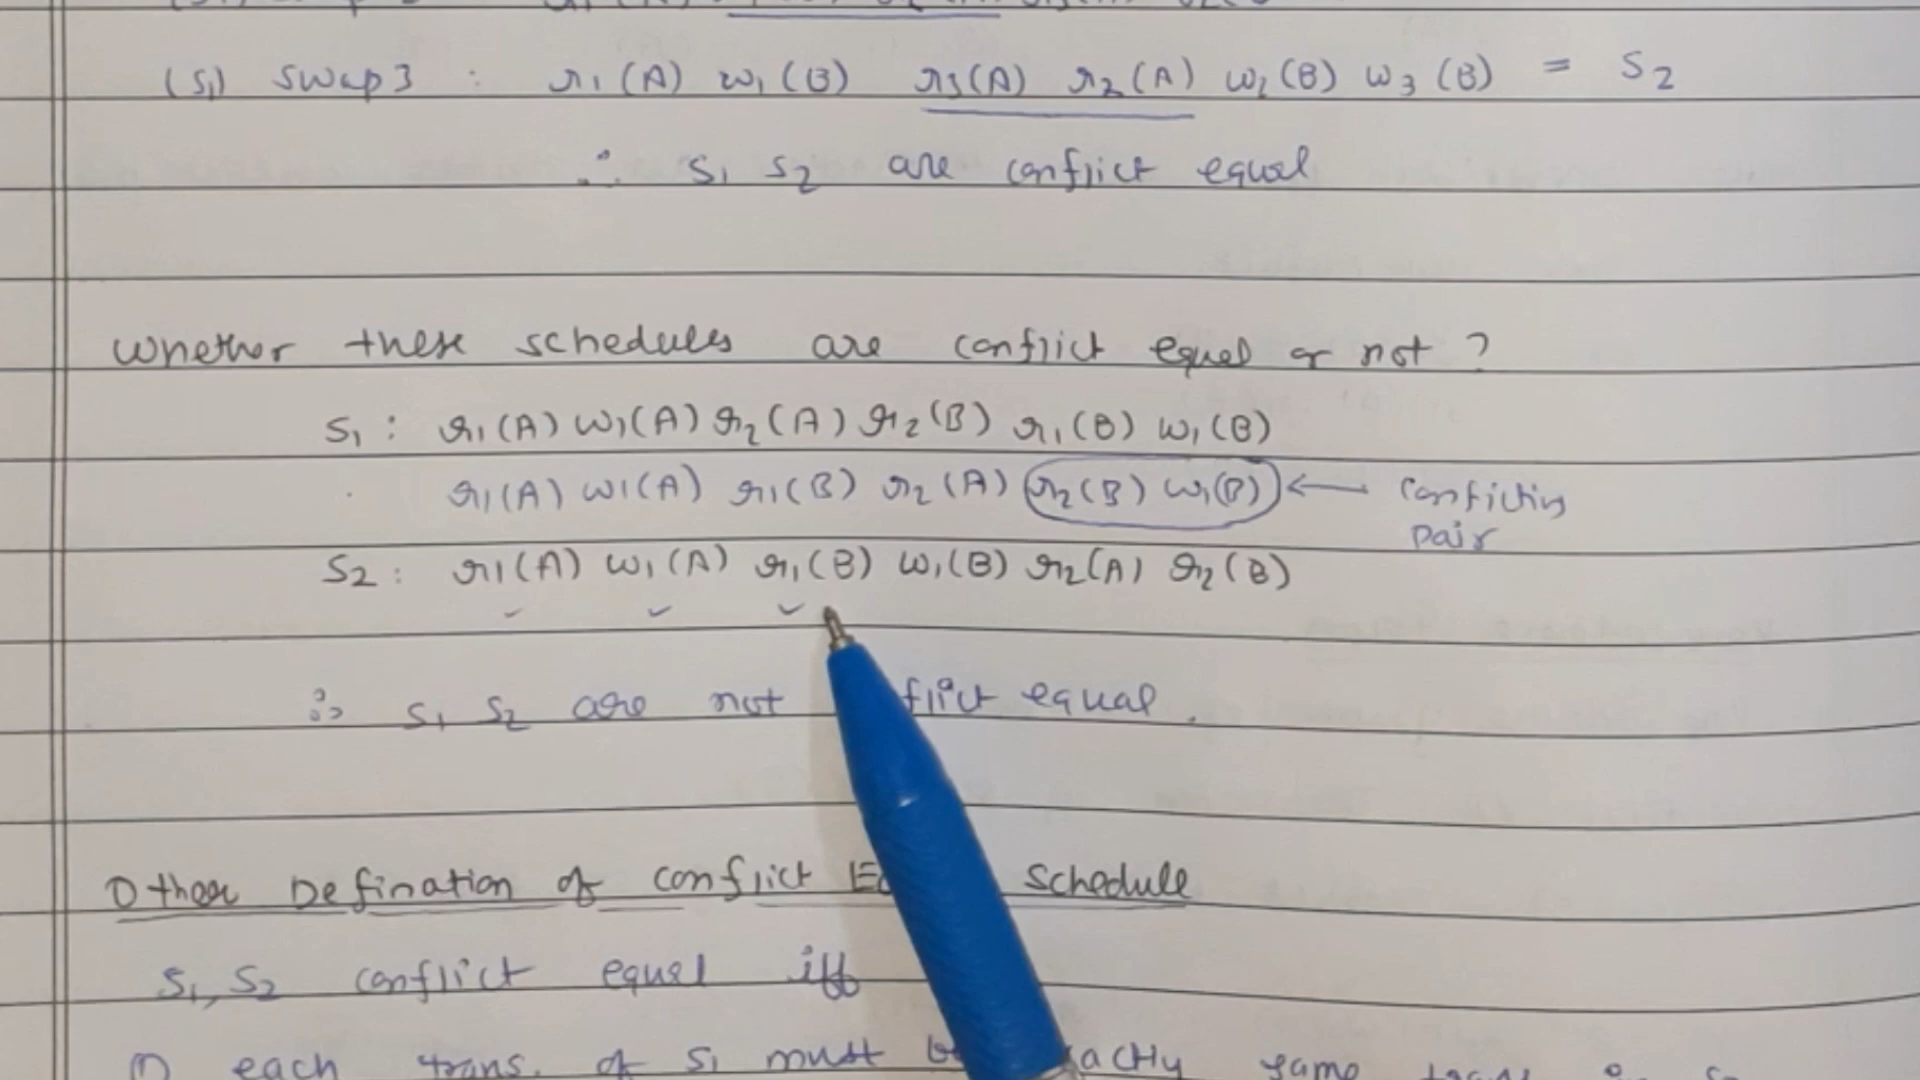 (S1) swap3 : r1(A) w1(B) r3(A) r2(A) w2(B) w3(B) = S2
∴ S1 S2 are conflict equal
Whether these schedules are conflict equal or not ?
S1 : r1(A) w1(A) r2(A) r2(B) r1(B) w1(B)
r1(A) w1(A) r1(B) r2(A) r2(B) w1(B) ← Conflicting
pair
S2 : r1(A) w1(A) r1(B) w1(B) r2(A) r2(B)
∴ S1 S2 are not flict equal.
Other Defination of conflict E schedule
S1, S2 conflict equal iff
① each trans. of S1 must same